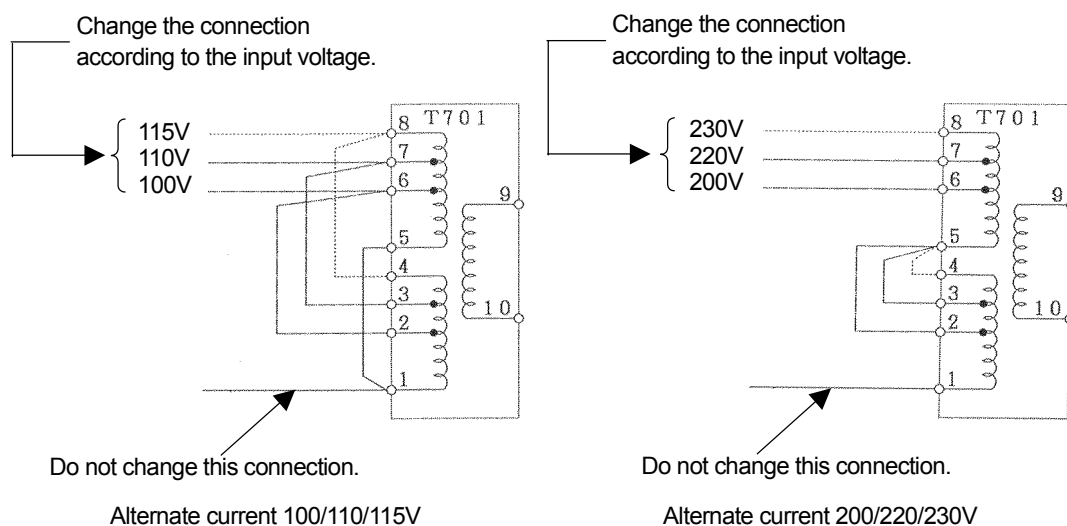 Change the connection
according to the input voltage.
115V
110V
100V
T701
8
7
6
5
4
3
2
1
9
10
Do not change this connection.
Alternate current 100/110/115V
Change the connection
according to the input voltage.
230V
220V
200V
T701
8
7
6
5
4
3
2
1
9
10
Do not change this connection.
Alternate current 200/220/230V